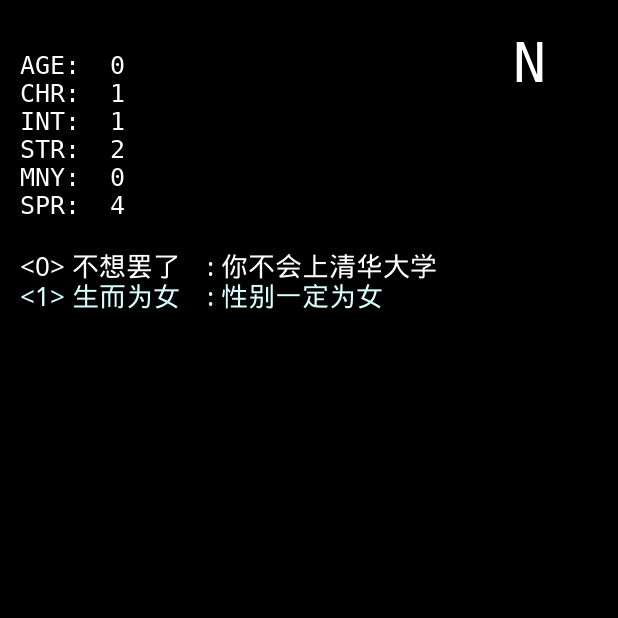 N
AGE: 0
CHR: 1
INT: 1
STR: 2
MNY: 0
SPR: 4
<0> 不想罢了 : 你不会上清华大学
<1> 生而为女 : 性别一定为女